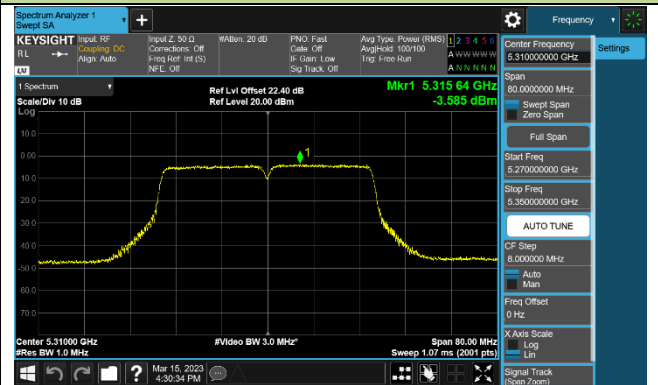 Spectrum Analyzer 1
Swept SA
+
Frequency
KEYSIGHT
RL
LXI
Input: RF
Coupling: DC
Align: Auto
Input Z: 50 Ω
Corrections: Off
Freq Ref: Int (S)
NFE: Off
#Atten: 20 dB
PNO: Fast
Gate: Off
IF Gain: Low
Sig Track: Off
Avg Type: Power (RMS)
Avg|Hold: 100/100
Trig: Free Run
1 2 3 4 5 6
A W W W W W
A N N N N N
1 Spectrum
Scale/Div 10 dB
Log
Ref Lvl Offset 22.40 dB
Ref Level 20.00 dBm
Mkr1 5.315 64 GHz
-3.585 dBm
1
10.0
0.00
-10.0
-20.0
-30.0
-40.0
-50.0
-60.0
-70.0
Center 5.31000 GHz
#Res BW 1.0 MHz
#Video BW 3.0 MHz*
Span 80.00 MHz
Sweep 1.07 ms (2001 pts)
Mar 15, 2023
4:30:34 PM
?
Center Frequency
5.310000000 GHz
Span
80.0000000 MHz
Swept Span
Zero Span
Full Span
Start Freq
5.270000000 GHz
Stop Freq
5.350000000 GHz
AUTO TUNE
CF Step
8.000000 MHz
Auto
Man
Freq Offset
0 Hz
X Axis Scale
Log
Lin
Signal Track
(Span Zoom)
Settings